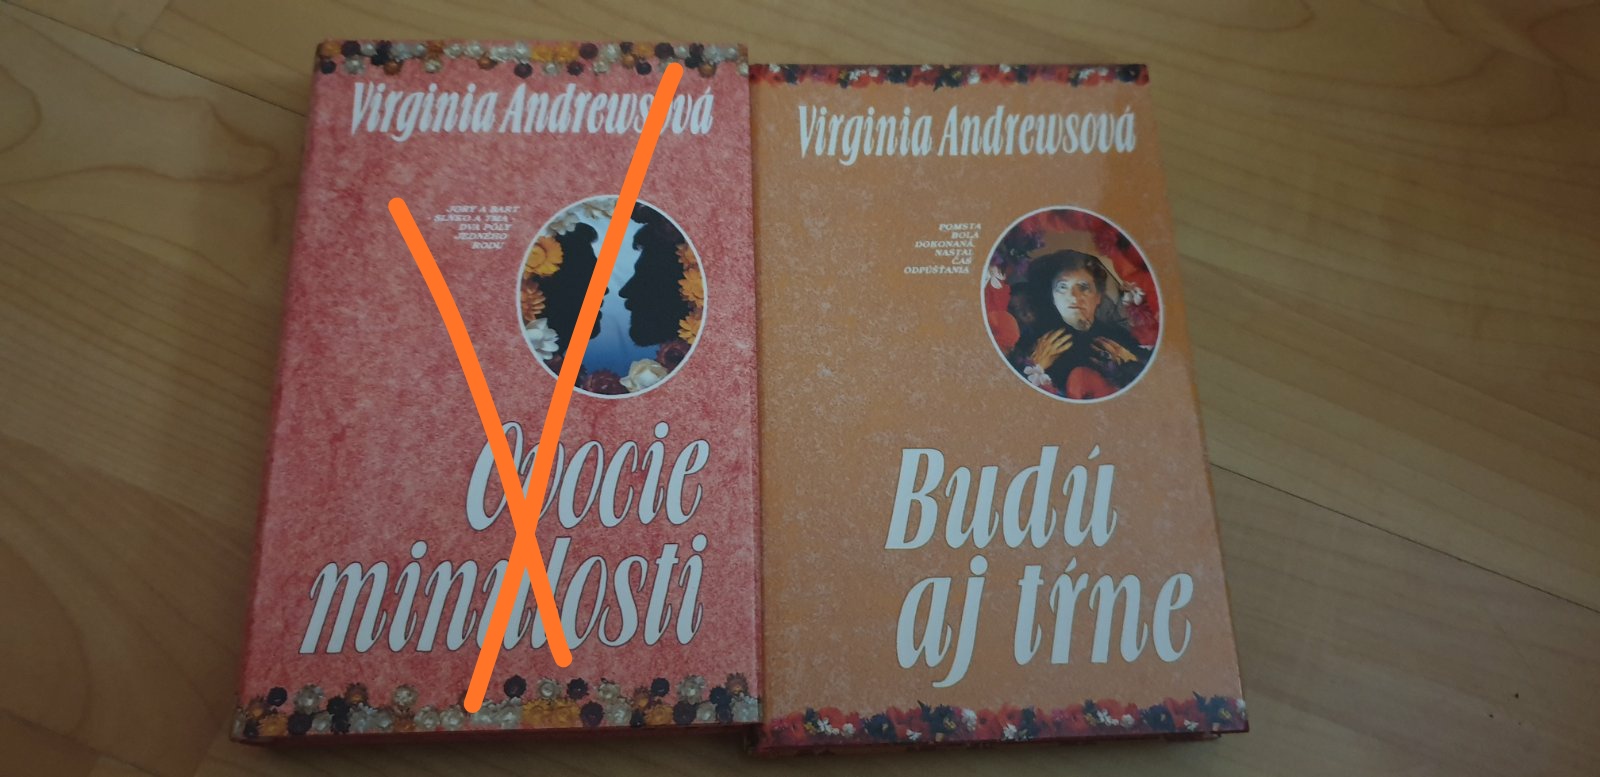 Virginia Andrewsová
JORY A BART
SLNKO A TMA -
DVA PÓLY
JEDNÉHO
RODU
Ovocie
minulosti
Virginia Andrewsová
POMSTA
BOLA
DOKONANÁ,
NASTAL
ČAS
ODPÚŠŤANIA
Budú
aj tŕne